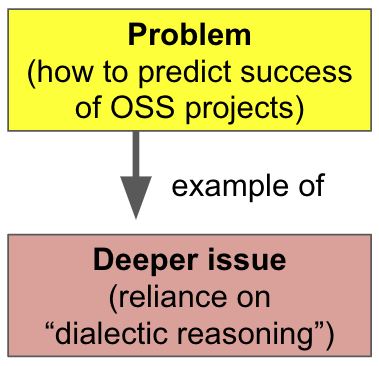 Problem
(how to predict success
of OSS projects)
example of
Deeper issue
(reliance on
“dialectic reasoning”)